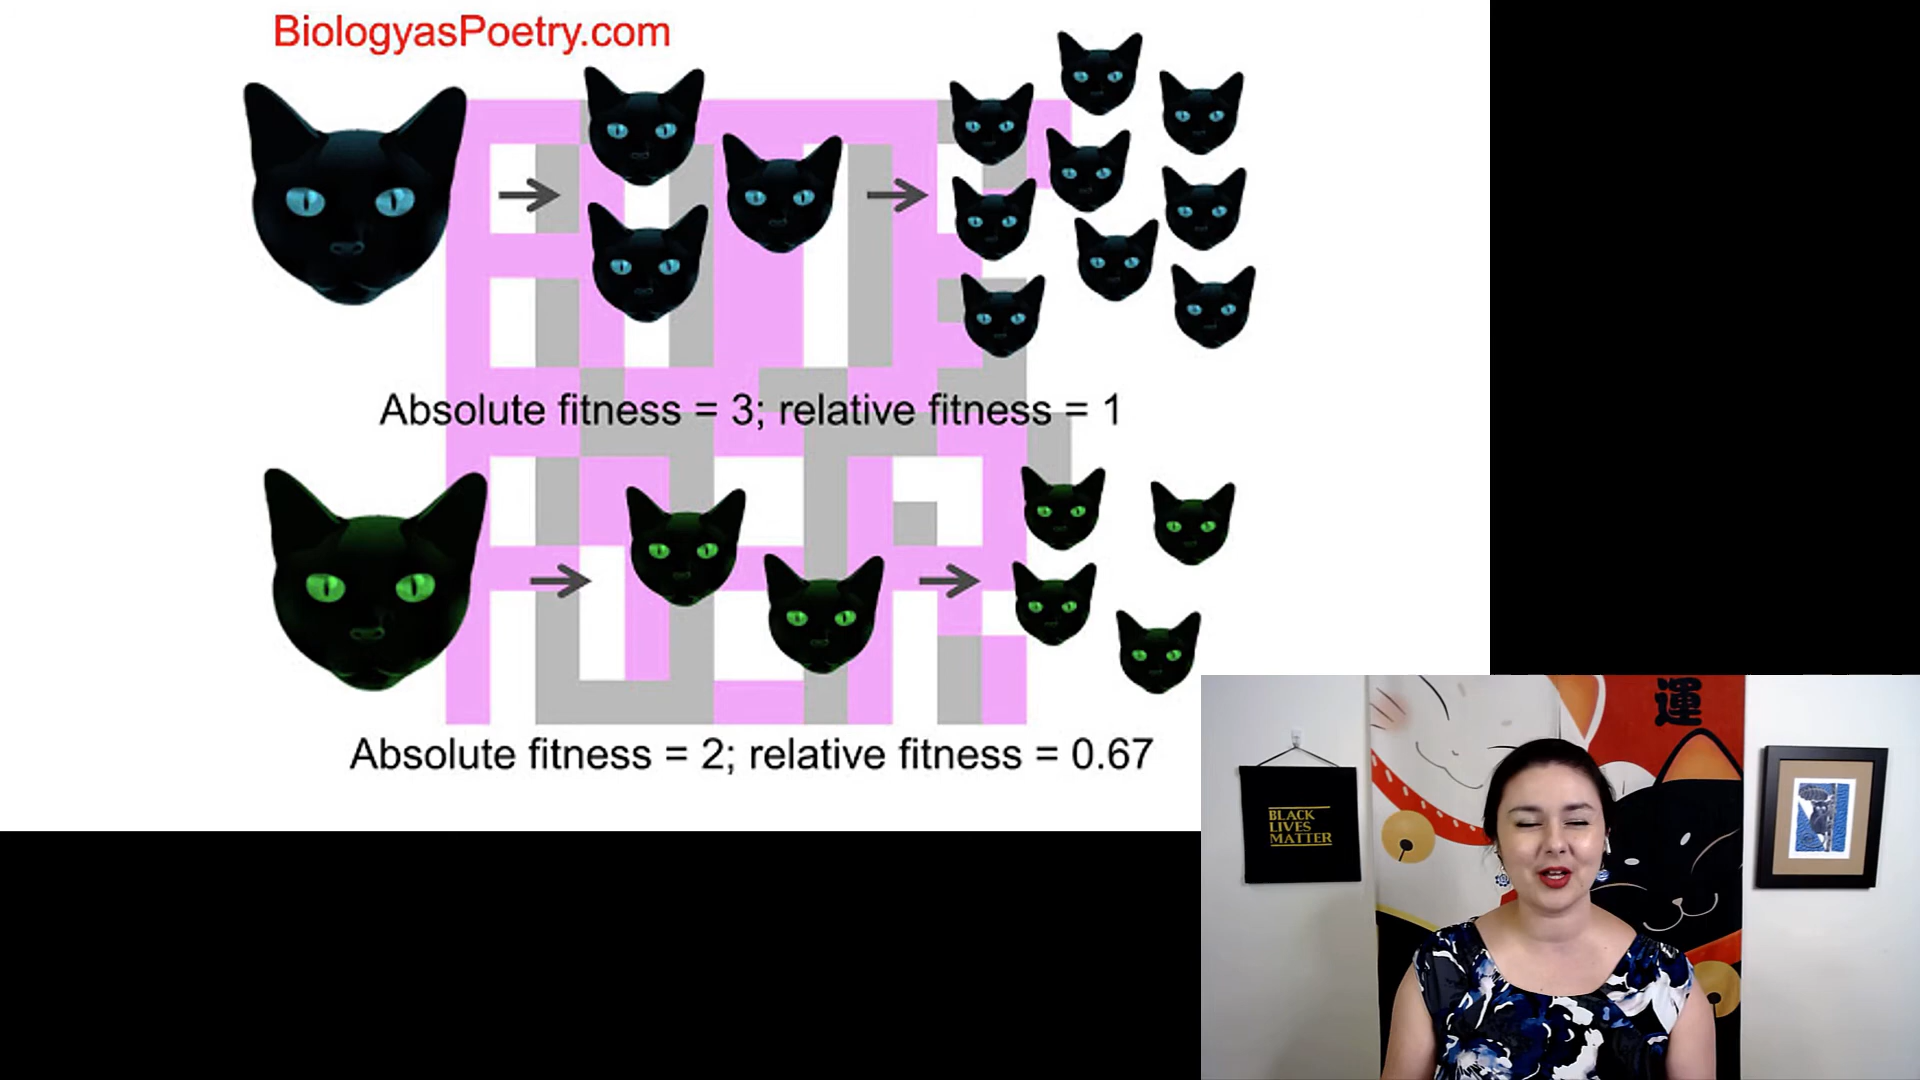 BiologyasPoetry.com
Absolute fitness = 3; relative fitness = 1
Absolute fitness = 2; relative fitness = 0.67
運
BLACK
LIVES
MATTER